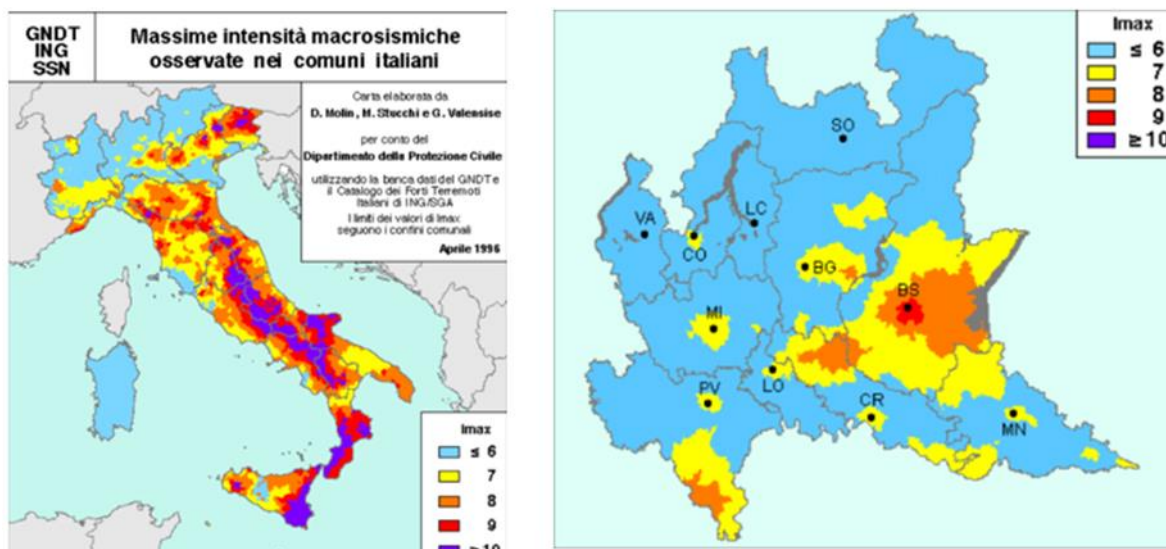 GNDT
ING
SSN
Massime intensità macrosismiche
osservate nei comuni italiani
Carta elaborata da
D. Molin, M. Stucchi e G. Valensise
per conto del
Dipartimento della Protezione Civile
utilizzando la banca dati del GNDT e
il Catalogo dei Forti Terremoti
Italiani di ING/SGA
I limiti dei valori di Imax
seguono i confini comunali
Aprile 1996
Imax
≤ 6
7
8
9
≥ 10
Imax
≤ 6
7
8
9
≥ 10
SO
VA
CO
LC
BG
BS
MI
LO
PV
CR
MN